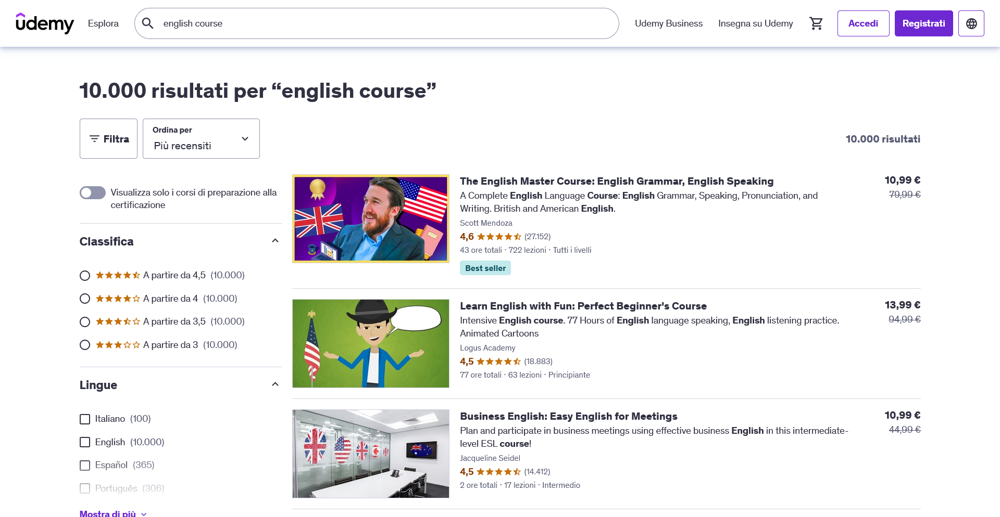 udemy
Esplora
english course
Udemy Business
Insegna su Udemy
Accedi
Registrati
10.000 risultati per “english course”
Filtra
Ordina per
Più recensiti
10.000 risultati
Visualizza solo i corsi di preparazione alla
certificazione
Classifica
A partire da 4,5 (10.000)
A partire da 4 (10.000)
A partire da 3,5 (10.000)
A partire da 3 (10.000)
Lingue
Italiano (100)
English (10.000)
Español (365)
Português (306)
Mostra di più
The English Master Course: English Grammar, English Speaking
10,99 €
79,99 €
A Complete English Language Course: English Grammar, Speaking, Pronunciation, and
Writing. British and American English.
Scott Mendoza
4,6 (27.152)
43 ore totali · 722 lezioni · Tutti i livelli
Best seller
Learn English with Fun: Perfect Beginner's Course
13,99 €
94,99 €
Intensive English course. 77 Hours of English language speaking, English listening practice.
Animated Cartoons
Logus Academy
4,5 (18.883)
77 ore totali · 63 lezioni · Principiante
Business English: Easy English for Meetings
10,99 €
44,99 €
Plan and participate in business meetings using effective business English in this intermediate-
level ESL course!
Jacqueline Seidel
4,5 (14.412)
2 ore totali · 17 lezioni · Intermedio